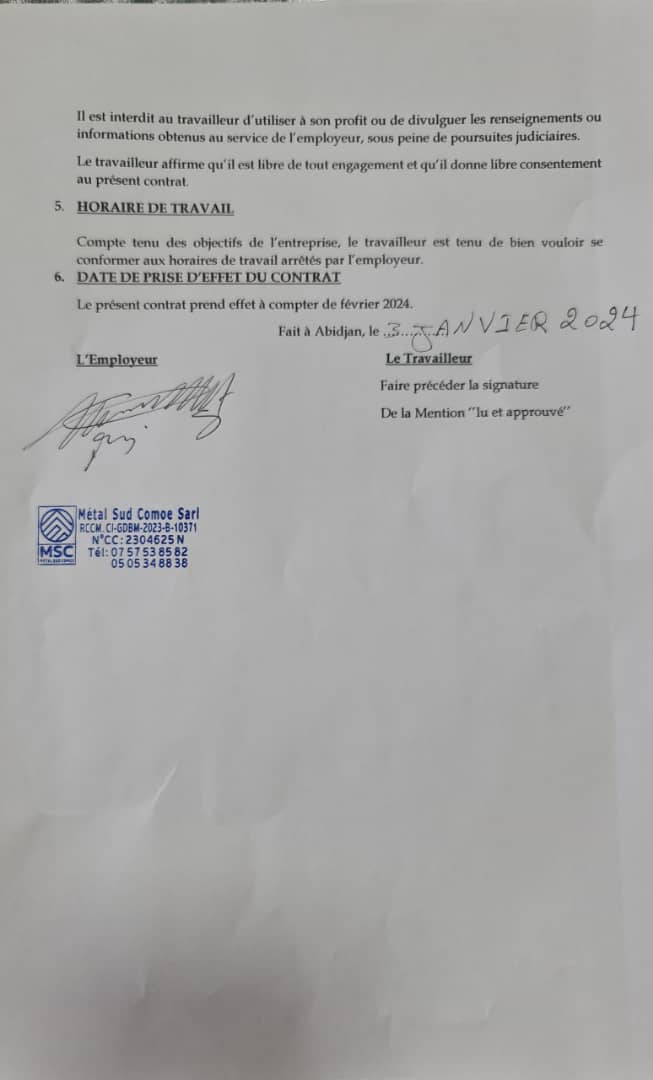 Il est interdit au travailleur d'utiliser à son profit ou de divulguer les renseignements ou
informations obtenus au service de l'employeur, sous peine de poursuites judiciaires.
Le travailleur affirme qu'il est libre de tout engagement et qu'il donne libre consentement
au présent contrat.
5. HORAIRE DE TRAVAIL
Compte tenu des objectifs de l'entreprise, le travailleur est tenu de bien vouloir se
conformer aux horaires de travail arrêtés par l'employeur.
6. DATE DE PRISE D'EFFET DU CONTRAT
Le présent contrat prend effet à compter de février 2024.
Fait à Abidjan, le 3 JANVIER 2024
L'Employeur
Le Travailleur
Faire précéder la signature
De la Mention "lu et approuvé"
Métal Sud Comoe Sarl
RCCM. CI-GDBM-2023-B-10371
N°CC: 2304625 N
MSC
METAL SUD COMOE
Tél: 07 57 53 85 82
05 05 34 88 38